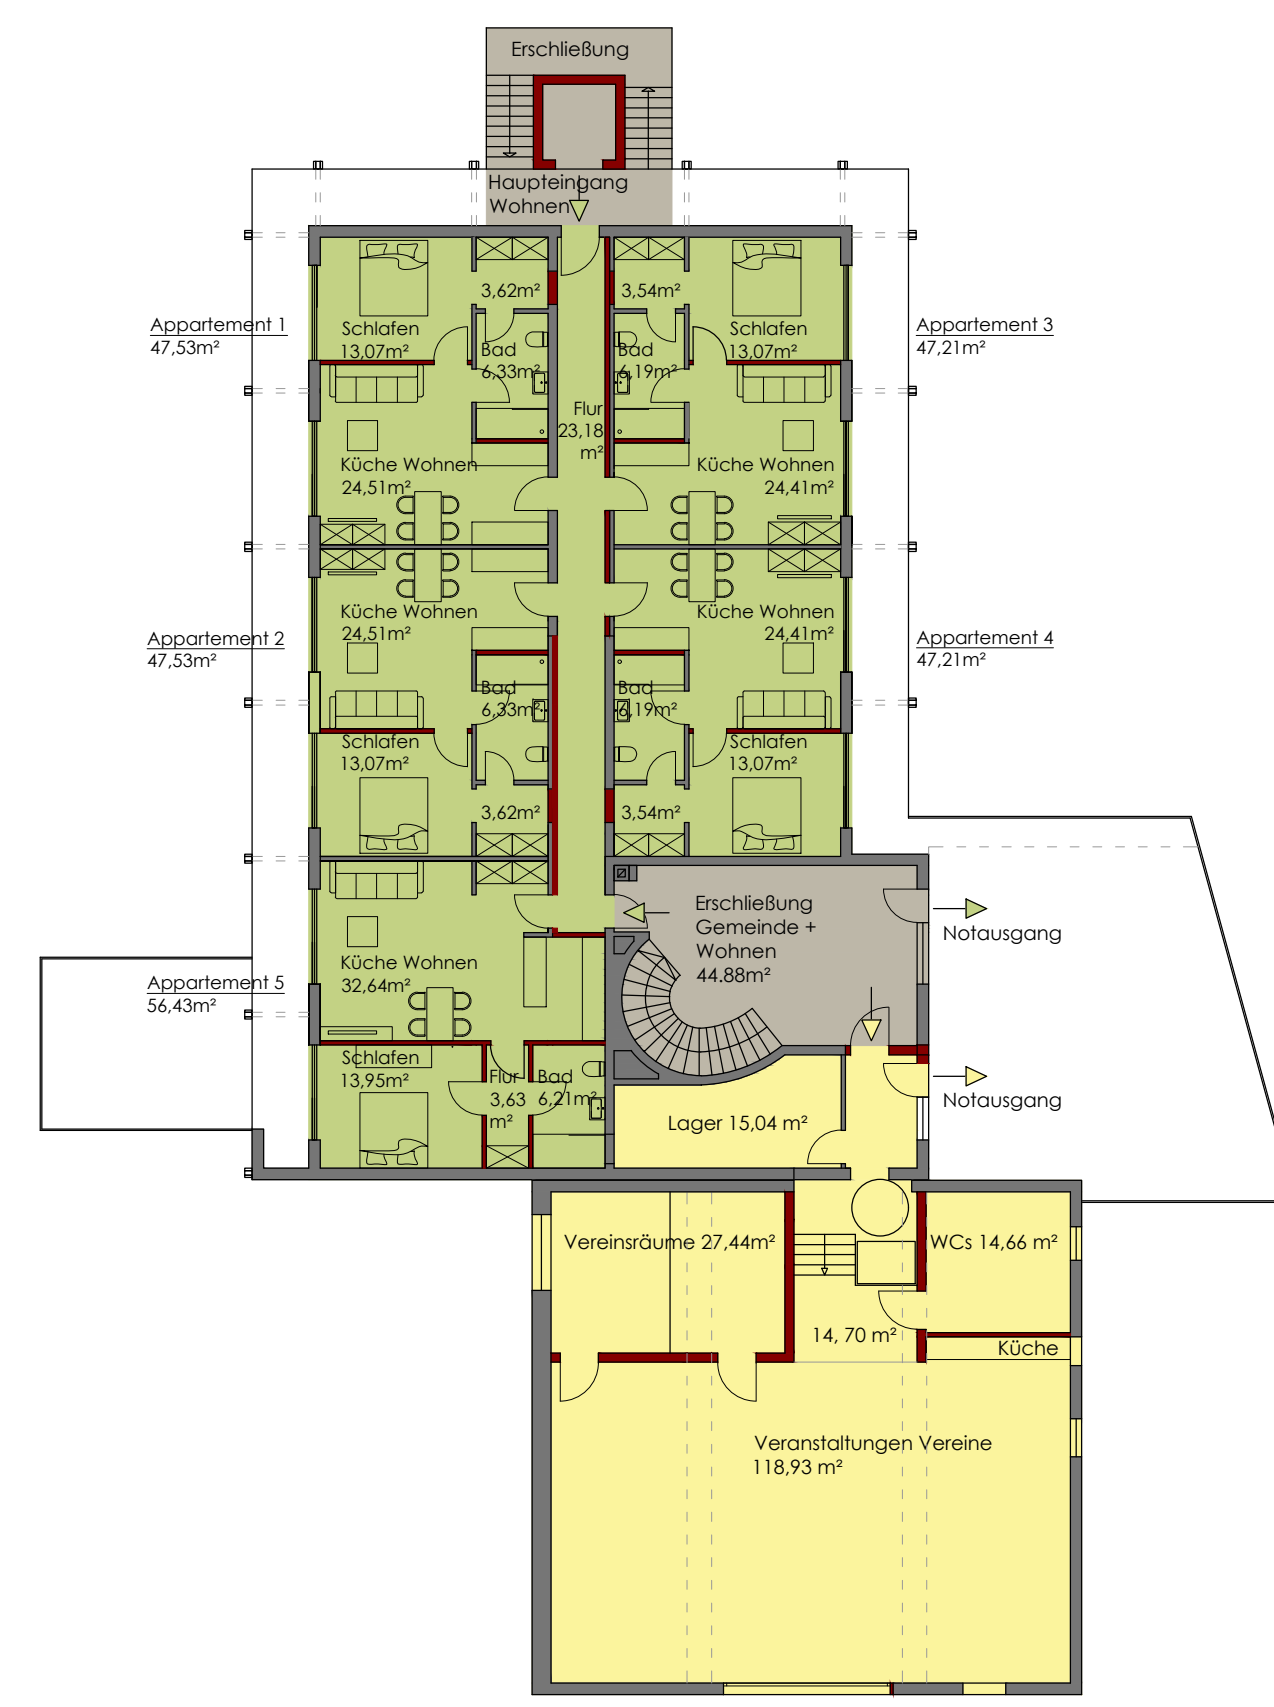 Erschließung
Haupteingang
Wohnen
Appartement 1
47,53m²
Schlafen
13,07m²
3,62m²
Bad
6,33m²
Küche Wohnen
24,51m²
Flur
23,18
m²
3,54m²
Bad
6,19m²
Schlafen
13,07m²
Küche Wohnen
24,41m²
Appartement 3
47,21m²
Appartement 2
47,53m²
Küche Wohnen
24,51m²
Bad
6,33m²
Schlafen
13,07m²
3,62m²
Küche Wohnen
24,41m²
Bad
6,19m²
Schlafen
13,07m²
3,54m²
Appartement 4
47,21m²
Appartement 5
56,43m²
Küche Wohnen
32,64m²
Schlafen
13,95m²
Flur
3,63
m²
Bad
6,21m²
Erschließung
Gemeinde +
Wohnen
44.88m²
Notausgang
Notausgang
Lager 15,04 m²
Vereinsräume 27,44m²
WCs 14,66 m²
14, 70 m²
Küche
Veranstaltungen Vereine
118,93 m²